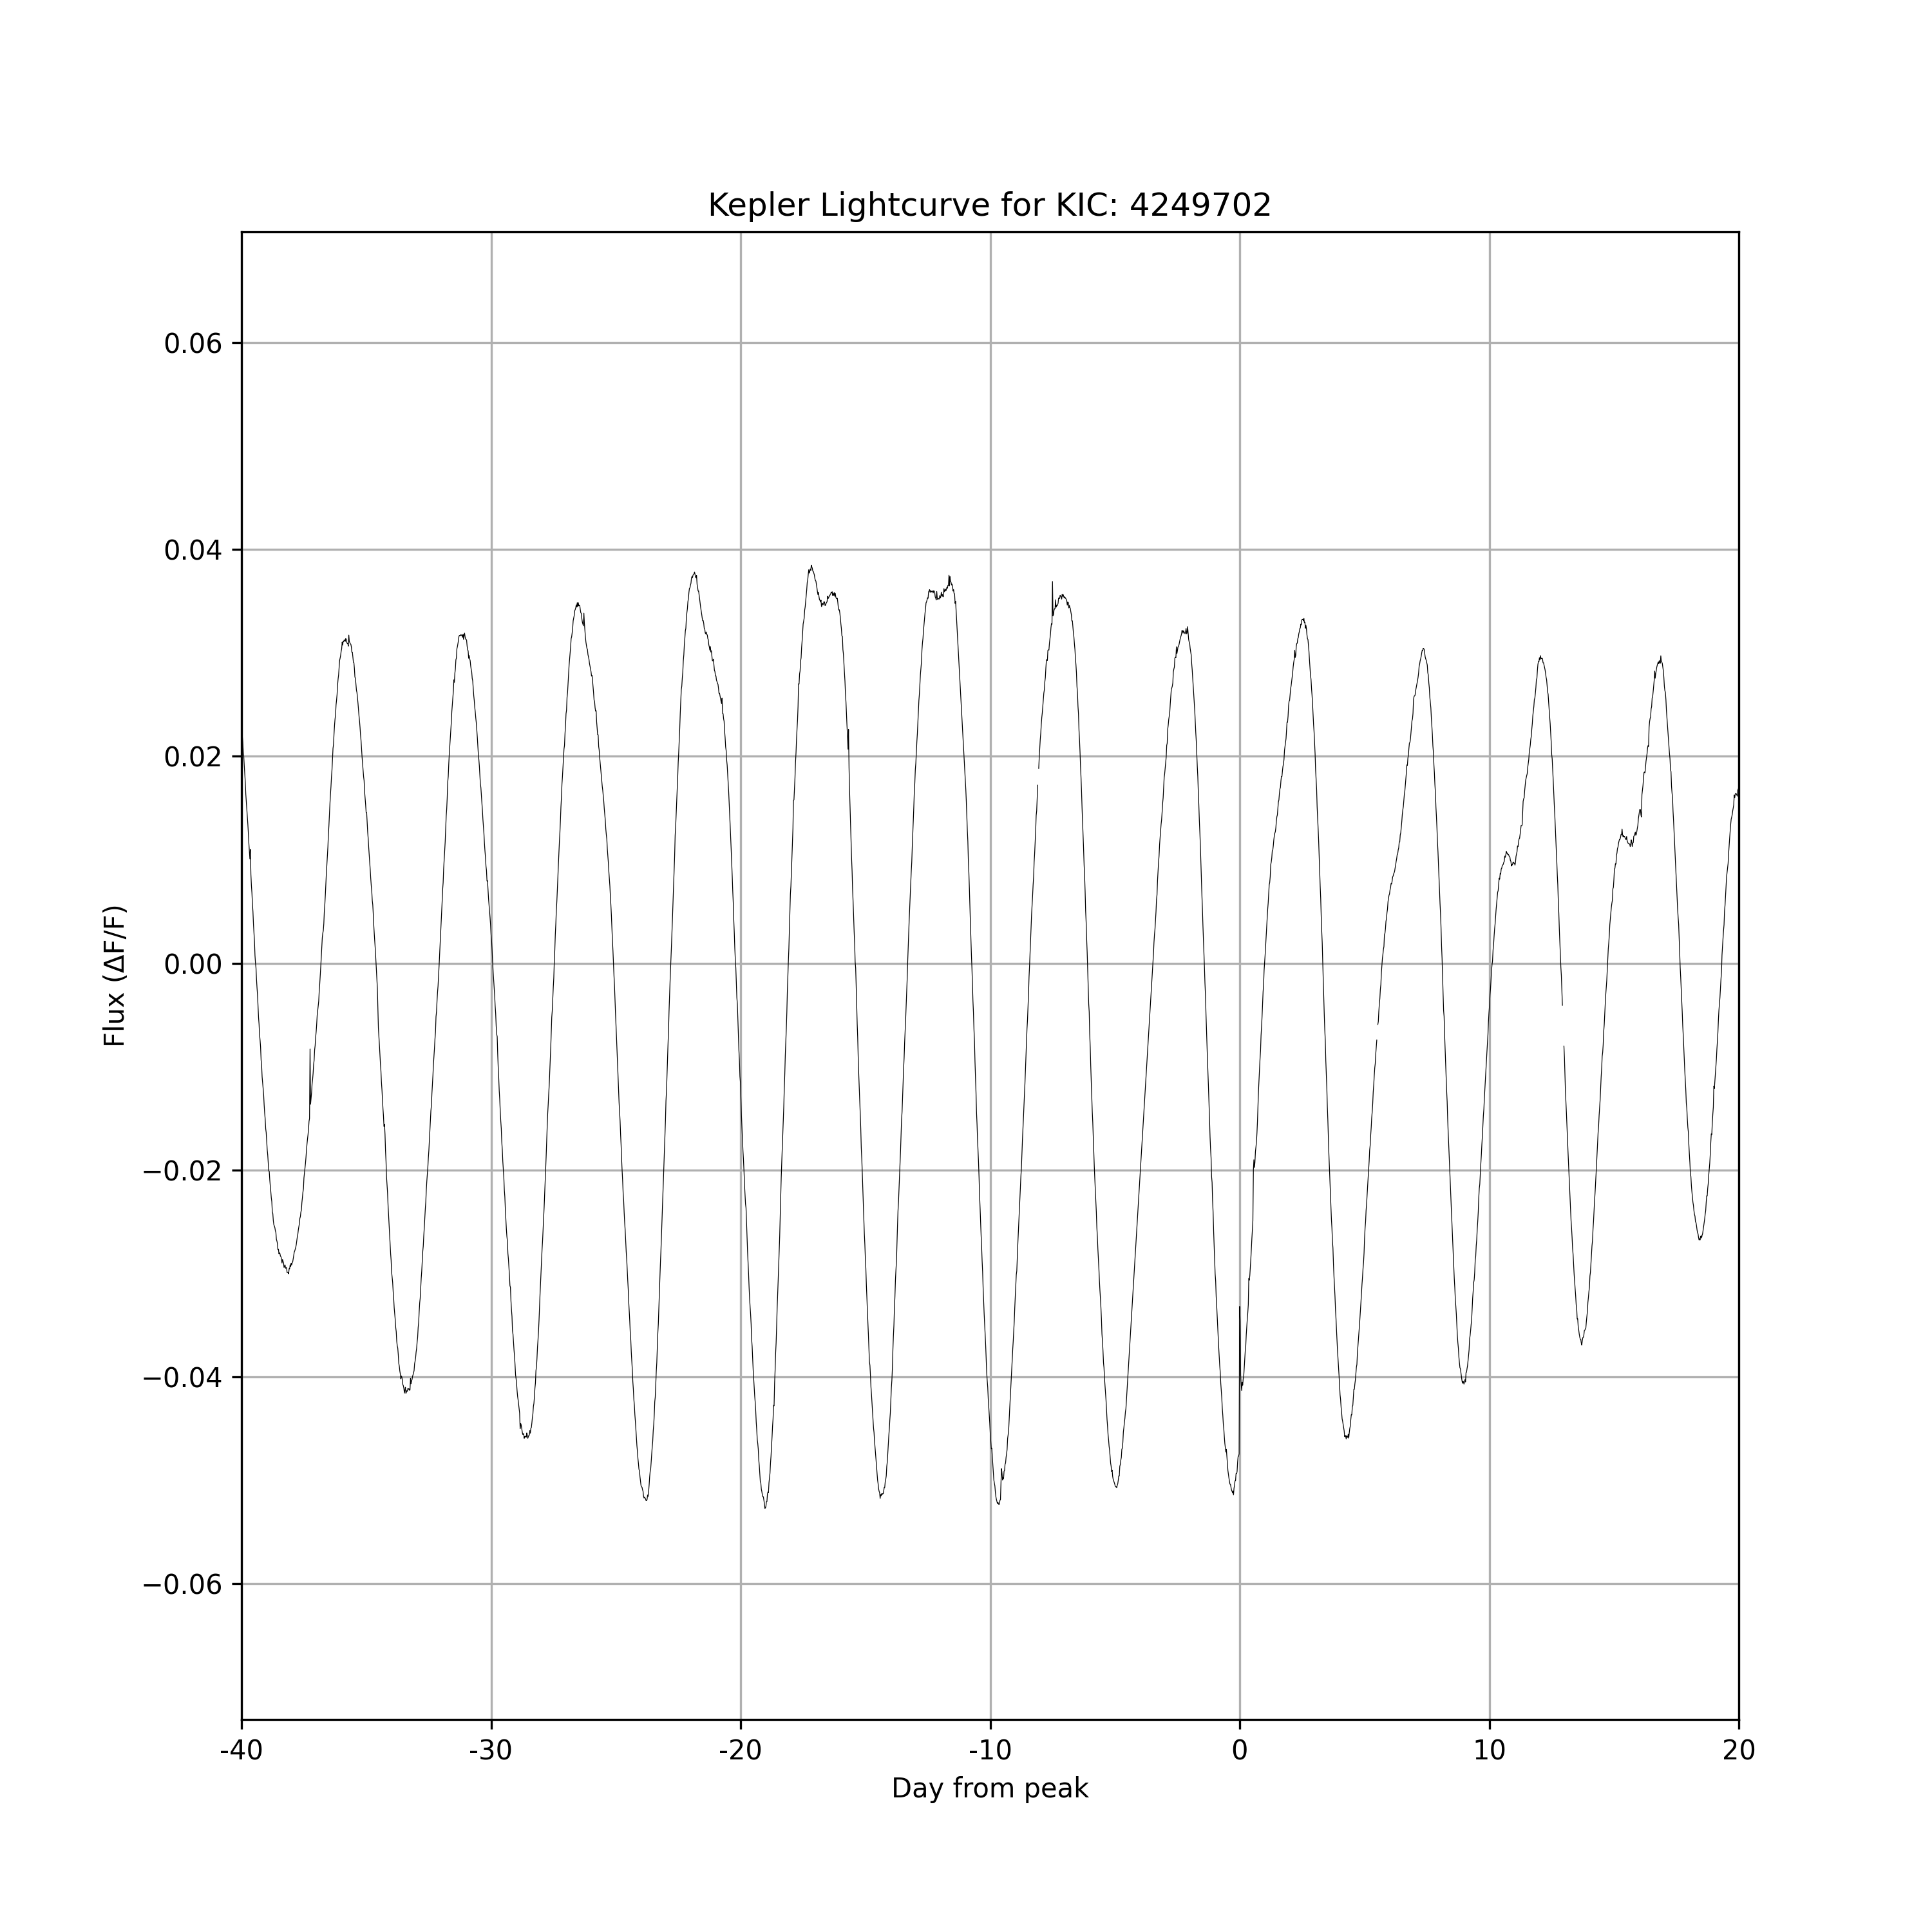 Kepler Lightcurve for KIC: 4249702
0.06
0.04
0.02
0.00
−0.02
−0.04
−0.06
Flux (ΔF/F)
-40 -30 -20 -10 0 10 20
Day from peak